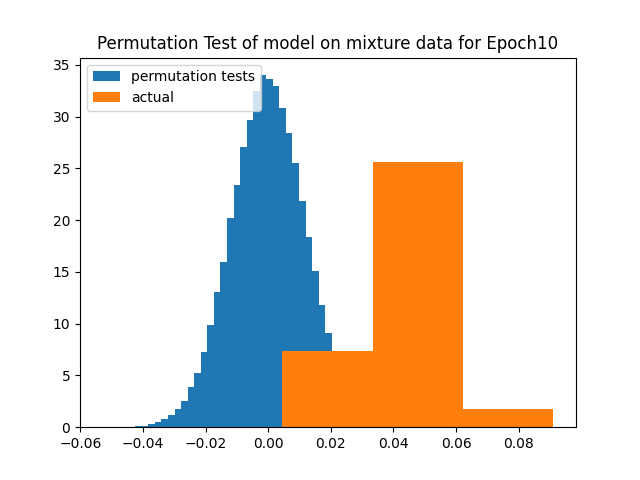 Permutation Test of model on mixture data for Epoch10
permutation tests
actual
35
30
25
20
15
10
5
0
−0.06 −0.04 −0.02 0.00 0.02 0.04 0.06 0.08